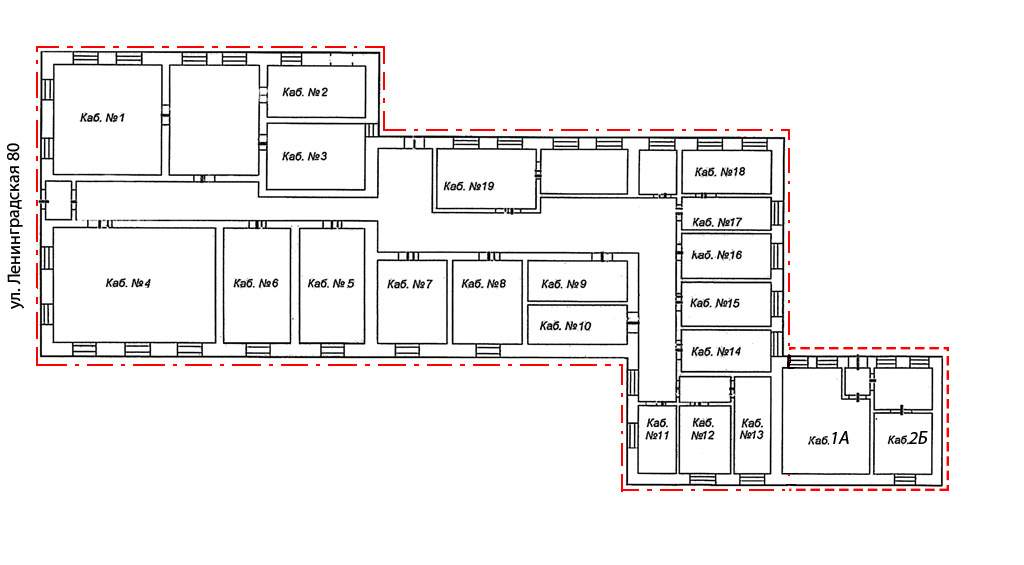 ул. Ленинградская 80
Каб. №1
Каб. №2
Каб. №3
Каб. №19
Каб. №18
Каб. №17
Каб. №16
Каб. №4
Каб. №6
Каб. №5
Каб. №7
Каб. №8
Каб. №9
Каб. №10
Каб. №15
Каб. №14
Каб.
№11
Каб.
№12
Каб.
№13
Каб.1А
Каб.2Б